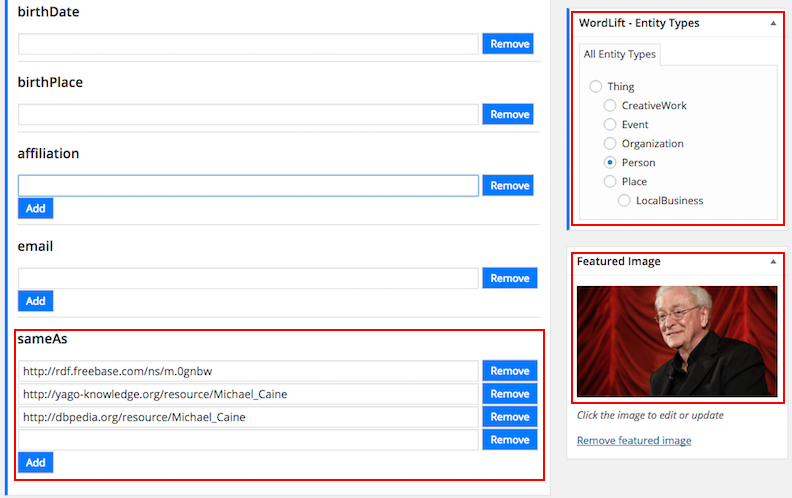 birthDate
Remove
birthPlace
Remove
affiliation
Remove
Add
email
Remove
Add
sameAs
http://rdf.freebase.com/ns/m.0gnbw Remove
http://yago-knowledge.org/resource/Michael_Caine Remove
http://dbpedia.org/resource/Michael_Caine Remove
Remove
Add
WordLift - Entity Types
All Entity Types
Thing
CreativeWork
Event
Organization
Person
Place
LocalBusiness
Featured Image
Click the image to edit or update
Remove featured image